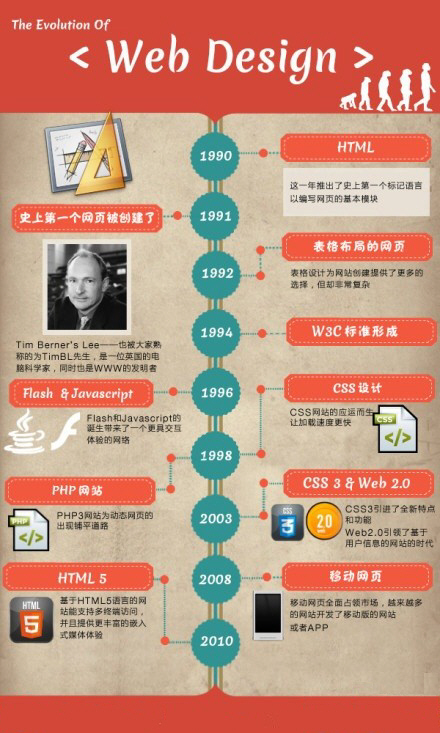 The Evolution Of
< Web Design >
1990
HTML
这一年推出了史上第一个标记语言
以编写网页的基本模块
1991
史上第一个网页被创建了
Tim Berner's Lee——也被大家熟
称的为TimBL先生，是一位英国的电
脑科学家，同时也是WWW的发明者
1992
表格布局的网页
表格设计为网站创建提供了更多的
选择，但却非常复杂
1994
W3C标准形成
1996
Flash & Javascript
Flash和Javascript的
诞生带来了一个更具交互
体验的网络
CSS设计
CSS网站的应运而生
让加载速度更快
CSS
</>
1998
PHP网站
PHP
</>
PHP3网站为动态网页的
出现铺平道路
2003
CSS 3 & Web 2.0
3
2.0
CSS3引进了全新特点
和功能
Web2.0引领了基于
用户信息的网站的时代
2008
HTML 5
HTML
5
基于HTML5语言的网
站能支持多终端访问，
并且提供更丰富的嵌入
式媒体体验
移动网页
移动网页全面占领市场，越来越多
的网站开发了移动版的网站
或者APP
2010